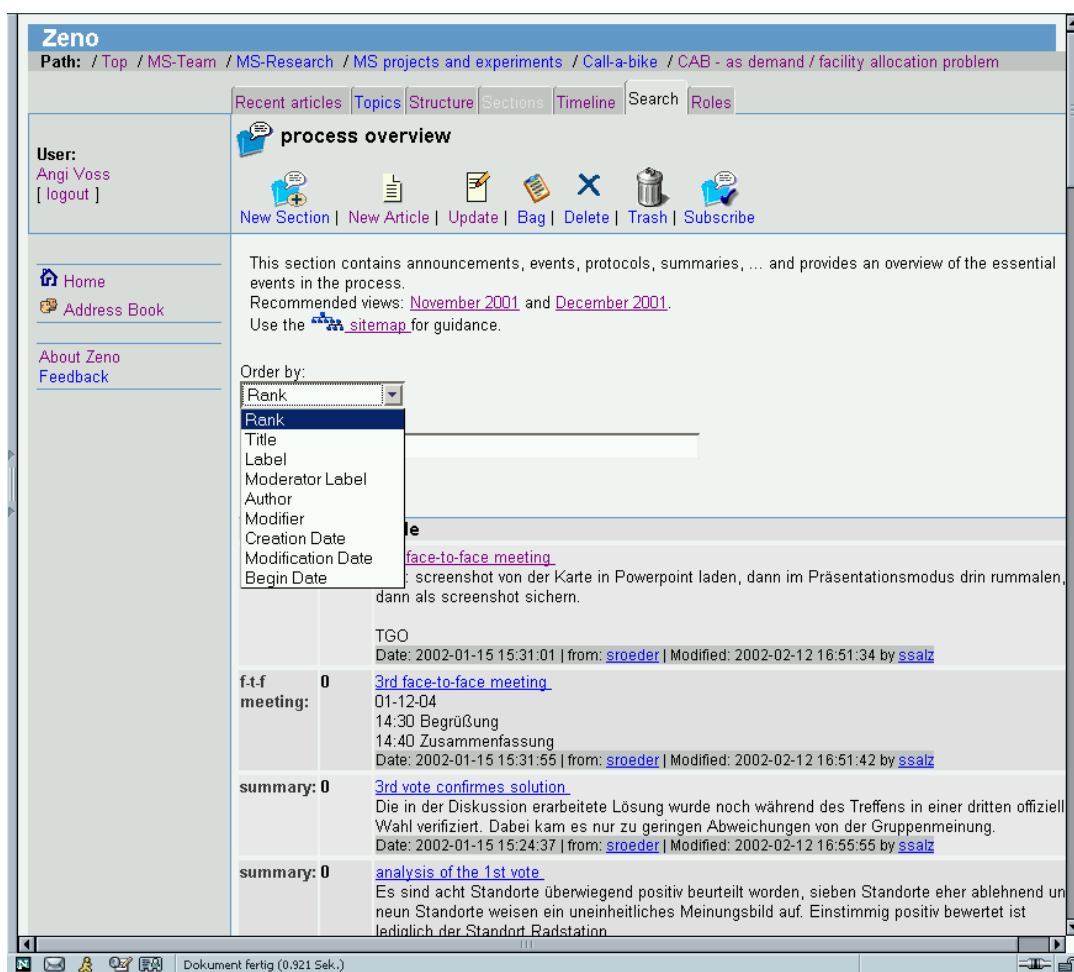 Zeno
Path: / Top / MS-Team / MS-Research / MS projects and experiments / Call-a-bike / CAB - as demand / facility allocation problem
Recent articles Topics Structure Sections Timeline Search Roles
process overview
User:
Angi Voss
[ logout ]
New Section | New Article | Update | Bag | Delete | Trash | Subscribe
Home
Address Book
About Zeno
Feedback
This section contains announcements, events, protocols, summaries, ... and provides an overview of the essential
events in the process.
Recommended views: November 2001 and December 2001.
Use the sitemap for guidance.
Order by:
Rank
Rank
Title
Label
Moderator Label
Author
Modifier
Creation Date
Modification Date
Begin Date
le
face-to-face meeting
: screenshot von der Karte in Powerpoint laden, dann im Präsentationsmodus drin rummalen,
dann als screenshot sichern.
TGO
Date: 2002-01-15 15:31:01 | from: sroeder | Modified: 2002-02-12 16:51:34 by ssalz
f-t-f meeting: 0 3rd face-to-face meeting
01-12-04
14:30 Begrüßung
14:40 Zusammenfassung
Date: 2002-01-15 15:31:55 | from: sroeder | Modified: 2002-02-12 16:51:42 by ssalz
summary: 0 3rd vote confirmes solution
Die in der Diskussion erarbeitete Lösung wurde noch während des Treffens in einer dritten offiziell
Wahl verifiziert. Dabei kam es nur zu geringen Abweichungen von der Gruppenmeinung.
Date: 2002-01-15 15:24:37 | from: sroeder | Modified: 2002-02-12 16:55:55 by ssalz
summary: 0 analysis of the 1st vote
Es sind acht Standorte überwiegend positiv beurteilt worden, sieben Standorte eher ablehnend un
neun Standorte weisen ein uneinheitliches Meinungsbild auf. Einstimmig positiv bewertet ist
lediglich der Standort Radstation
Dokument fertig (0.921 Sek.)